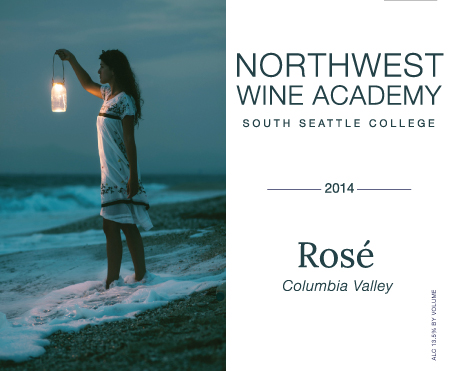 NORTHWEST
WINE ACADEMY
SOUTH SEATTLE COLLEGE
2014
Rosé
Columbia Valley
ALC 13.5% BY VOLUME